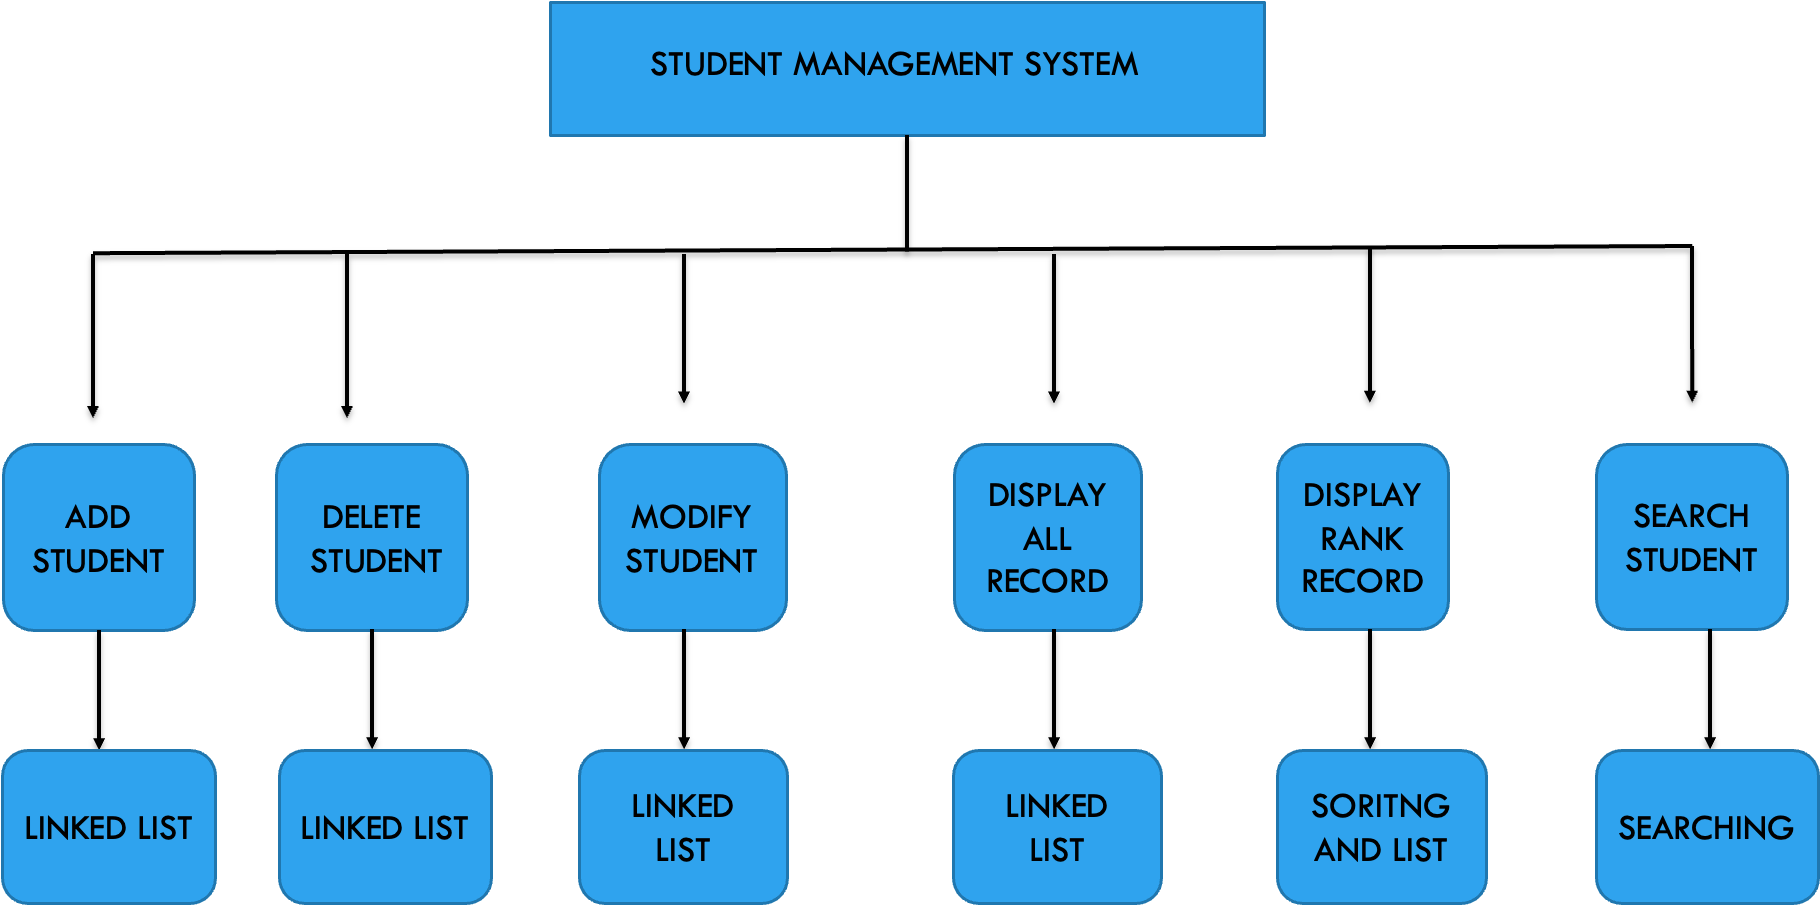 STUDENT MANAGEMENT SYSTEM
ADD
STUDENT
DELETE
STUDENT
MODIFY
STUDENT
DISPLAY
ALL
RECORD
DISPLAY
RANK
RECORD
SEARCH
STUDENT
LINKED LIST
LINKED LIST
LINKED
LIST
LINKED
LIST
SORITNG
AND LIST
SEARCHING